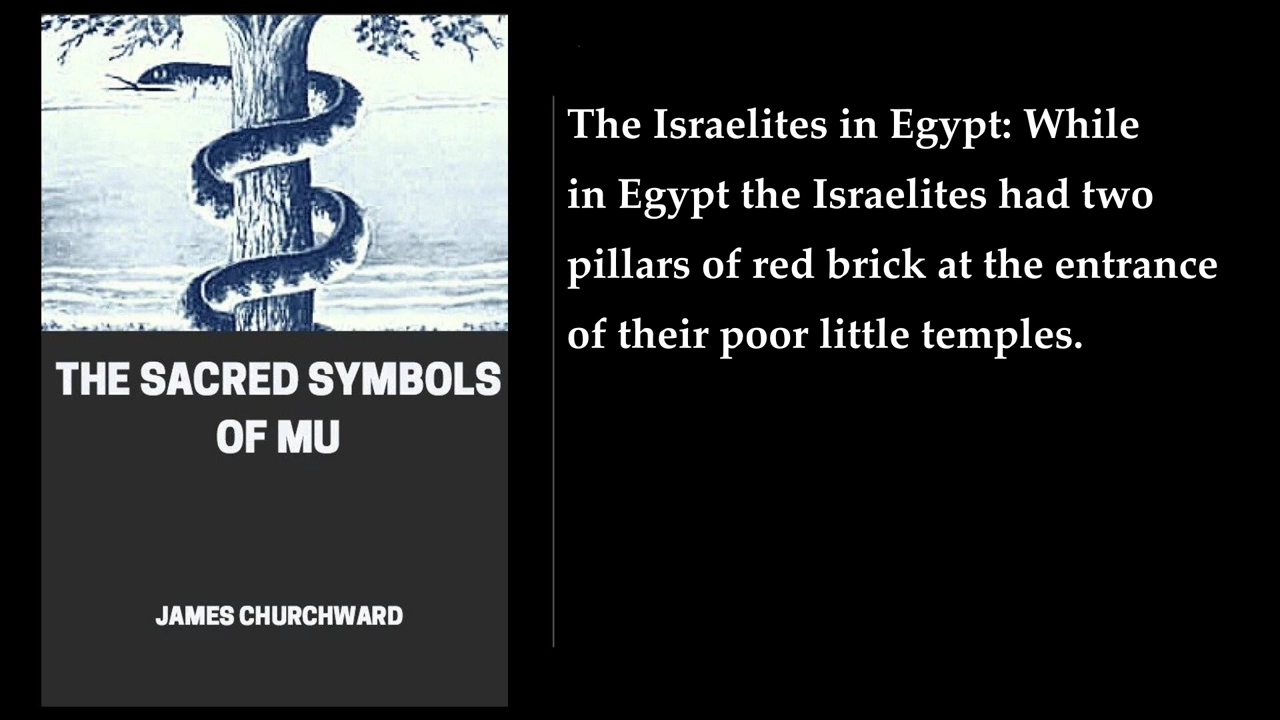 THE SACRED SYMBOLS
OF MU
JAMES CHURCHWARD
The Israelites in Egypt: While
in Egypt the Israelites had two
pillars of red brick at the entrance
of their poor little temples.